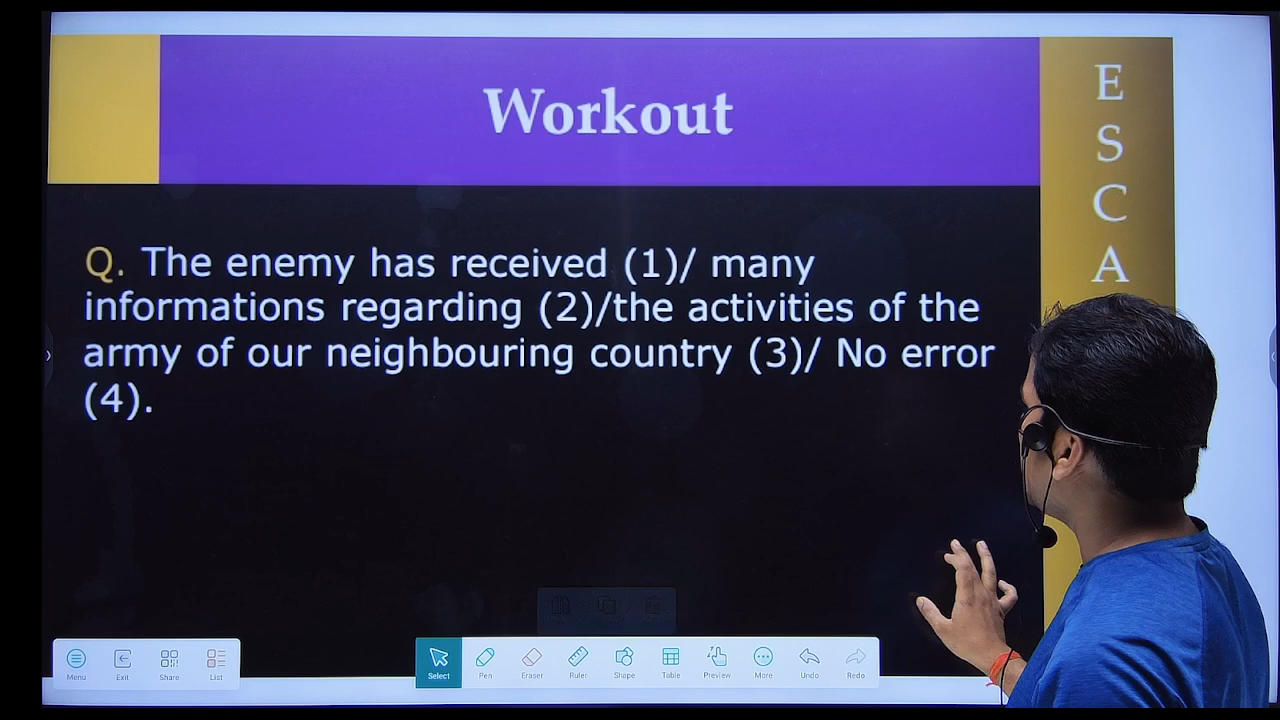 Workout
E
S
C
A
Q. The enemy has received (1)/ many
informations regarding (2)/the activities of the
army of our neighbouring country (3)/ No error
(4).
Menu
Exit
Share
List
Select
Pen
Eraser
Ruler
Shape
Table
Preview
More
Undo
Redo